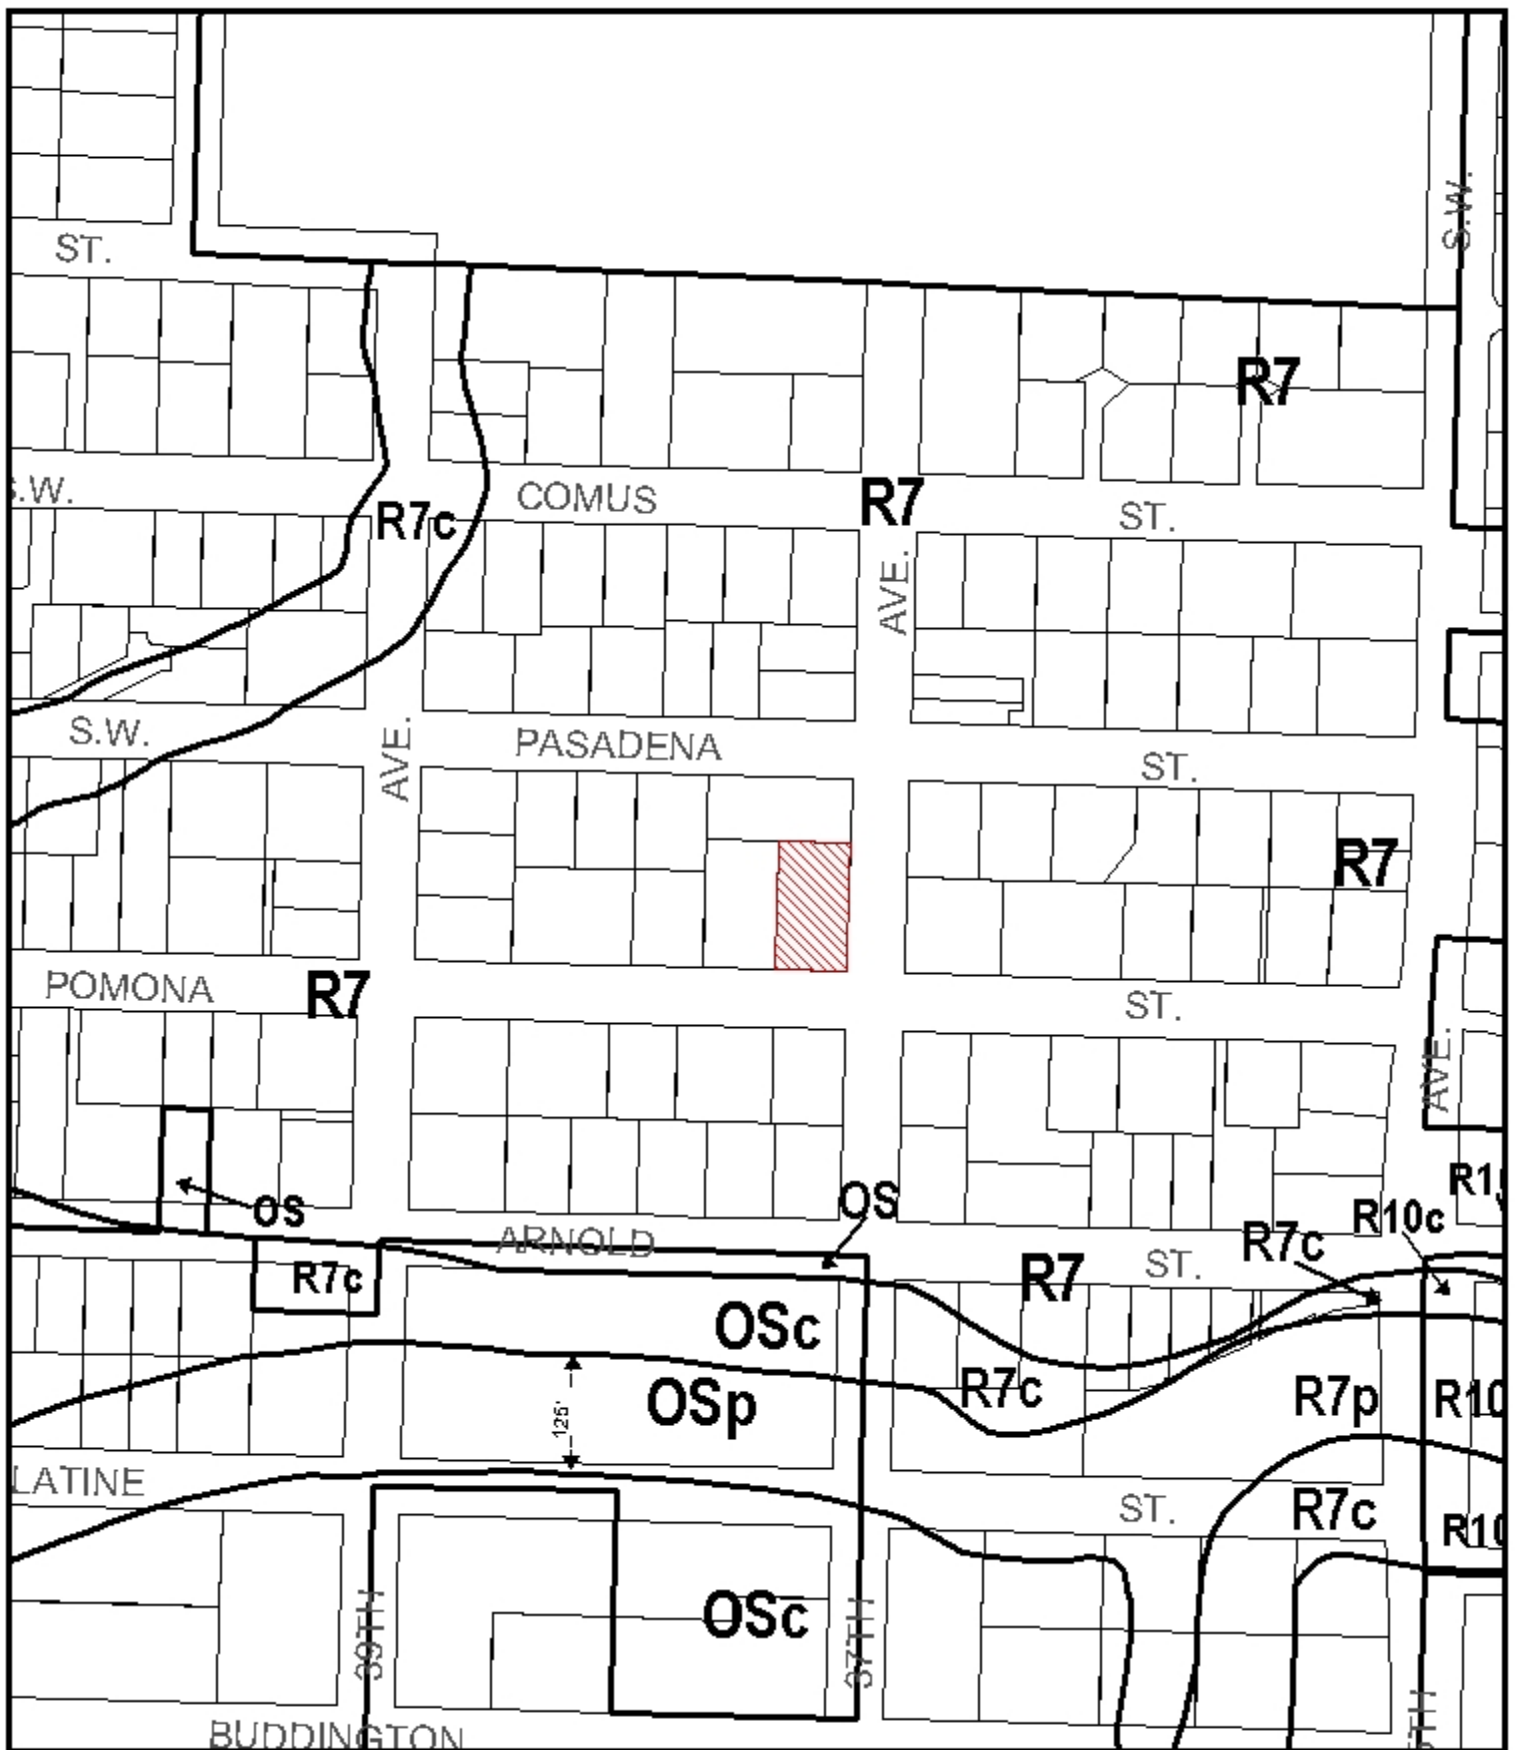 S.W.
ST.
R7
S.W.
COMUS
R7
ST.
R7c
AVE.
S.W.
AVE.
PASADENA
ST.
R7
POMONA
R7
ST.
AVE.
OS
OS
R10c
ARNOLD
R7c
R7c
R7
ST.
OSc
OSp
R7c
R7p
R10
125'
LATINE
ST.
R7c
R10
39TH
OSc
37TH
BUDDINGTON